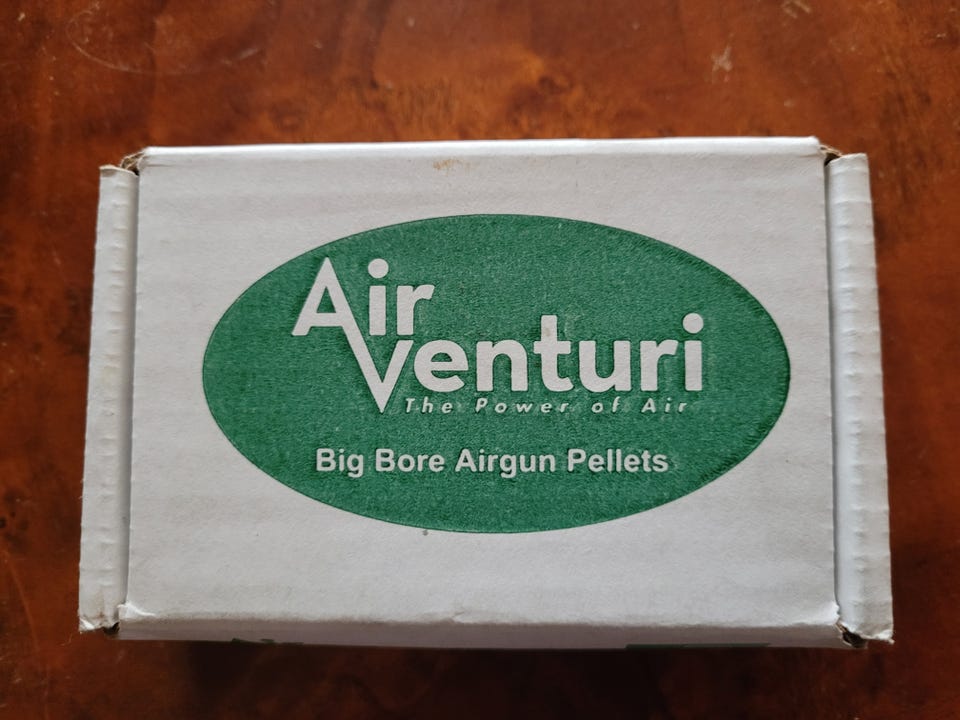 Air
Venturi
The Power of Air
Big Bore Airgun Pellets